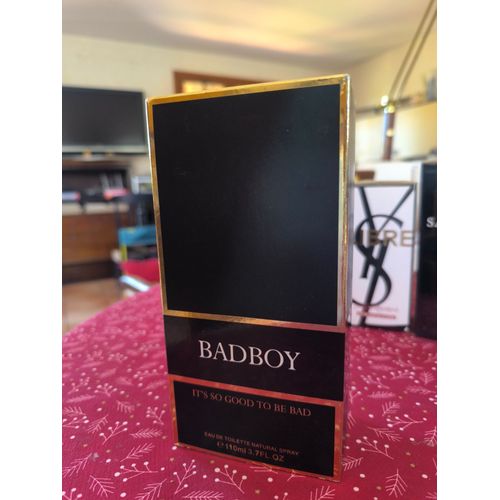 BADBOY
IT'S SO GOOD TO BE BAD
EAU DE TOILETTE NATURAL SPRAY
℮110ml 3.7FL OZ
YSL